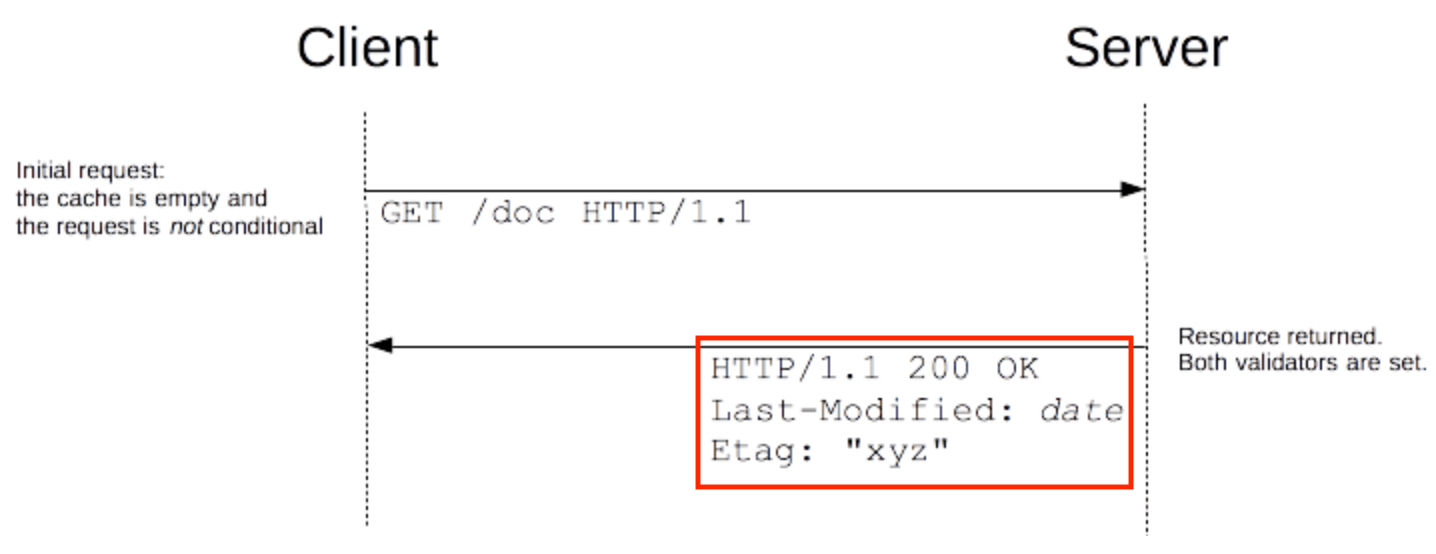 Client
Server
Initial request:
the cache is empty and
the request is not conditional
GET /doc HTTP/1.1
Resource returned.
Both validators are set.
HTTP/1.1 200 OK
Last-Modified: date
Etag: "xyz"